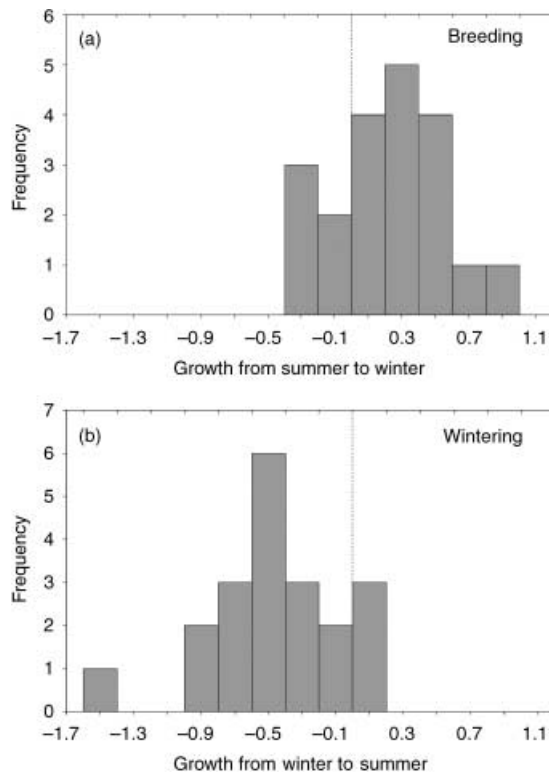 6
(a)
Breeding
5
4
3
2
1
0
Frequency
–1.7 –1.3 –0.9 –0.5 –0.1 0.3 0.7 1.1
Growth from summer to winter
7
(b)
Wintering
6
5
4
3
2
1
0
Frequency
–1.7 –1.3 –0.9 –0.5 –0.1 0.3 0.7 1.1
Growth from winter to summer